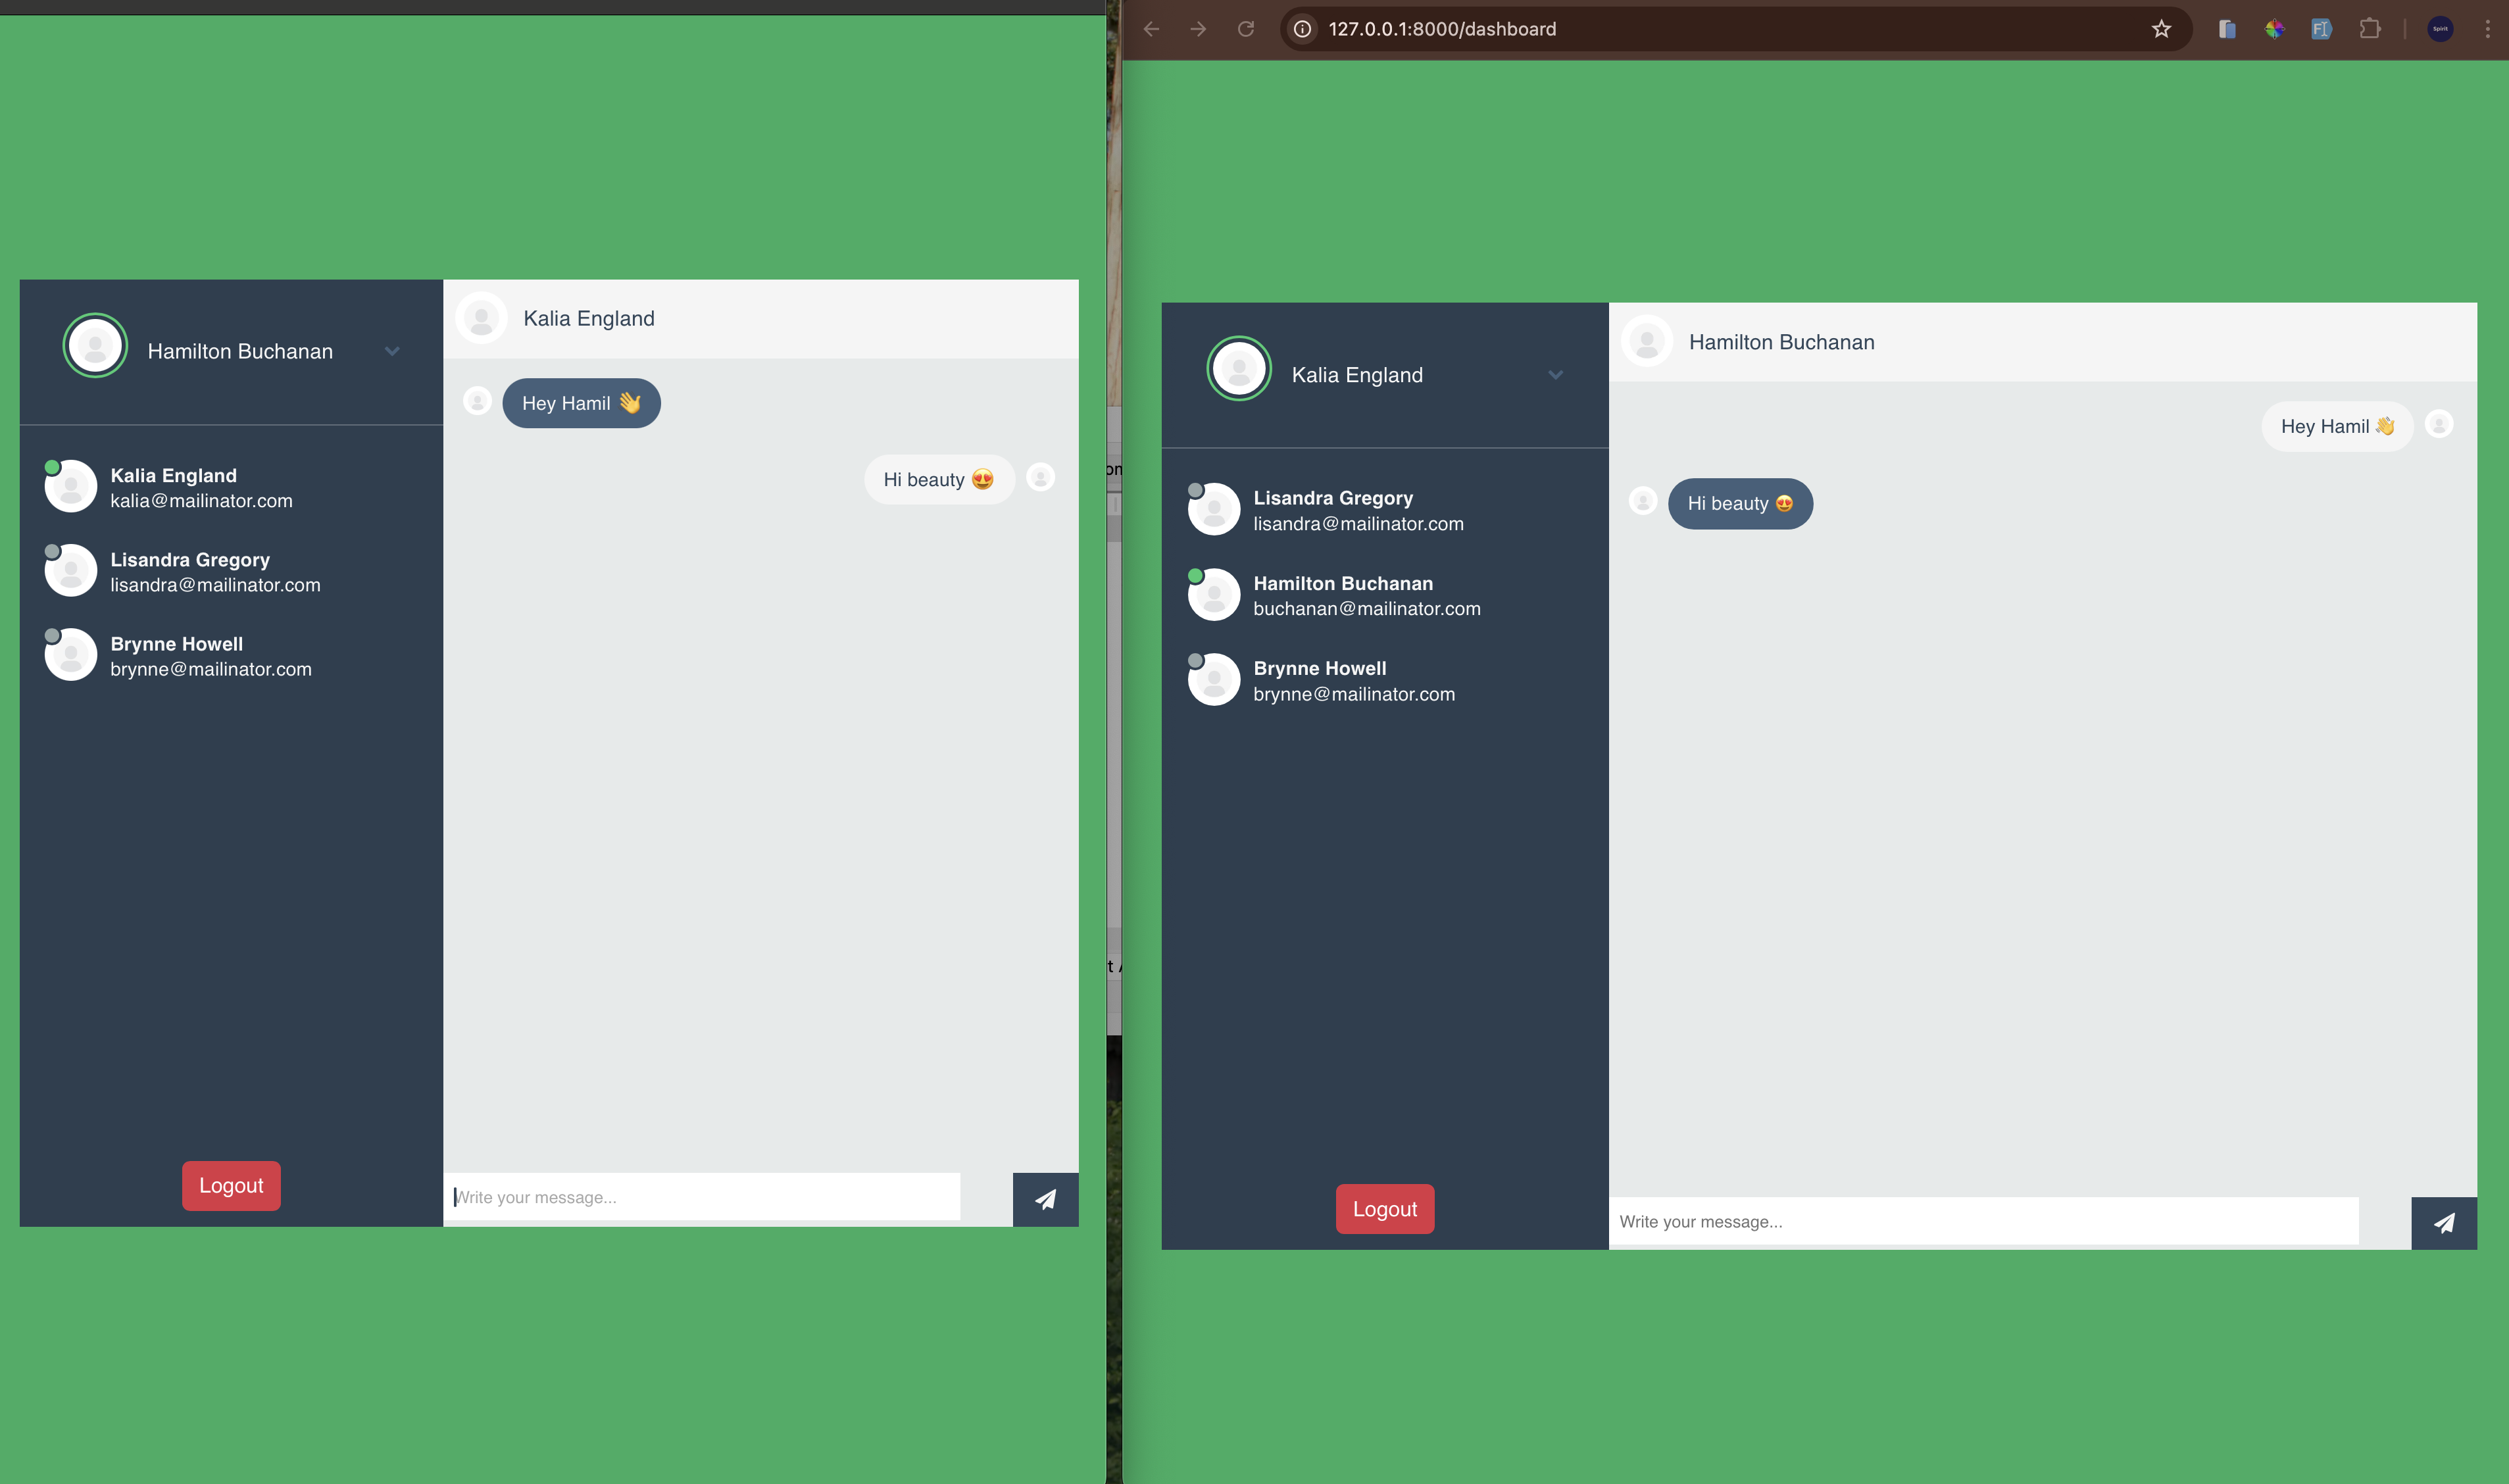 Hamilton Buchanan
Kalia England
kalia@mailinator.com
Lisandra Gregory
lisandra@mailinator.com
Brynne Howell
brynne@mailinator.com
Logout
Kalia England
Hey Hamil 👋
Hi beauty 😍
Write your message...
on
t
127.0.0.1:8000/dashboard
Spirit
Kalia England
Lisandra Gregory
lisandra@mailinator.com
Hamilton Buchanan
buchanan@mailinator.com
Brynne Howell
brynne@mailinator.com
Logout
Hamilton Buchanan
Hey Hamil 👋
Hi beauty 😍
Write your message...